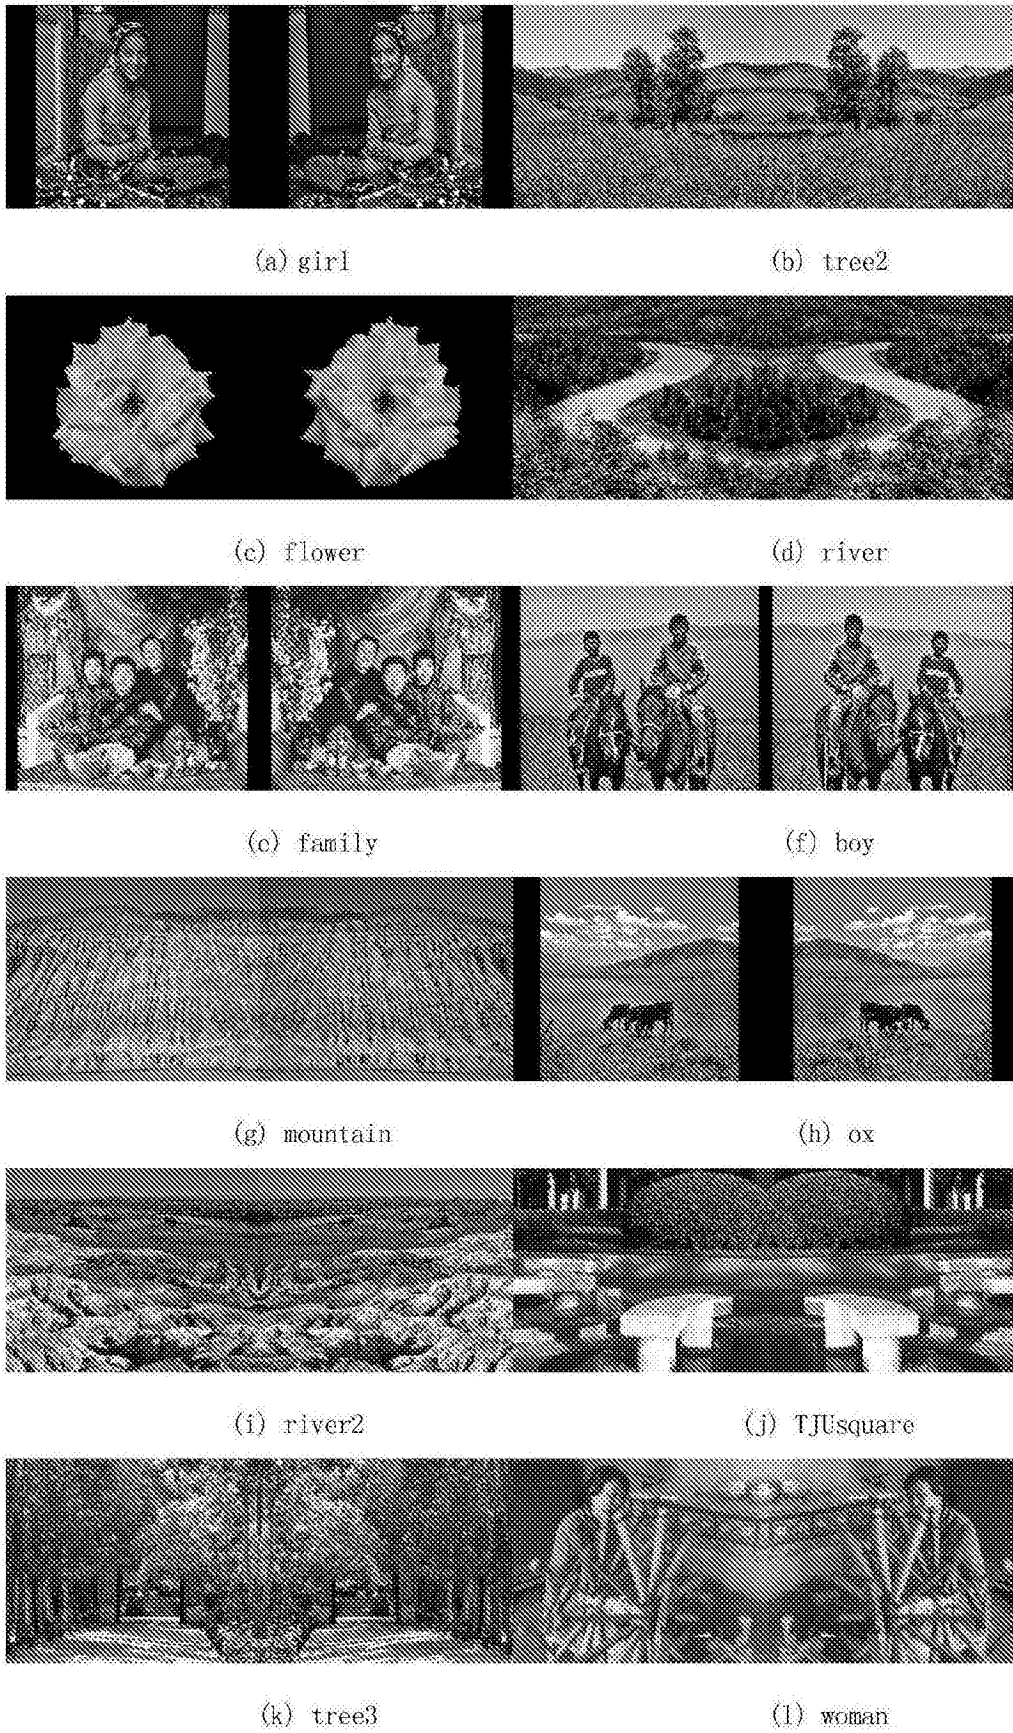 (a) girl
(b) tree2
(c) flower
(d) river
(e) family
(f) boy
(g) mountain
(h) ox
(i) river2
(j) TJUsquare
(k) tree3
(l) woman